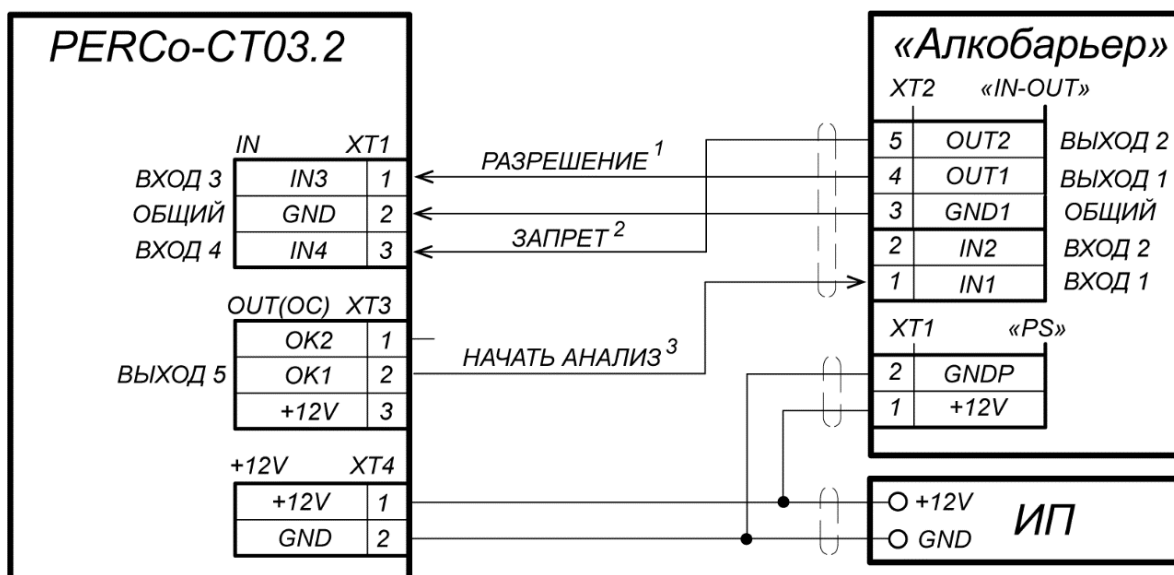 PERCo-CT03.2
IN XT1
ВХОД 3 IN3 1
ОБЩИЙ GND 2
ВХОД 4 IN4 3
OUT(OC) XT3
OK2 1
ВЫХОД 5 OK1 2
+12V 3
+12V XT4
+12V 1
GND 2
РАЗРЕШЕНИЕ 1
ЗАПРЕТ 2
НАЧАТЬ АНАЛИЗ 3
«Алкобарьер»
XT2 «IN-OUT»
5 OUT2 ВЫХОД 2
4 OUT1 ВЫХОД 1
3 GND1 ОБЩИЙ
2 IN2 ВХОД 2
1 IN1 ВХОД 1
XT1 «PS»
2 GNDP
1 +12V
+12V
GND
ИП